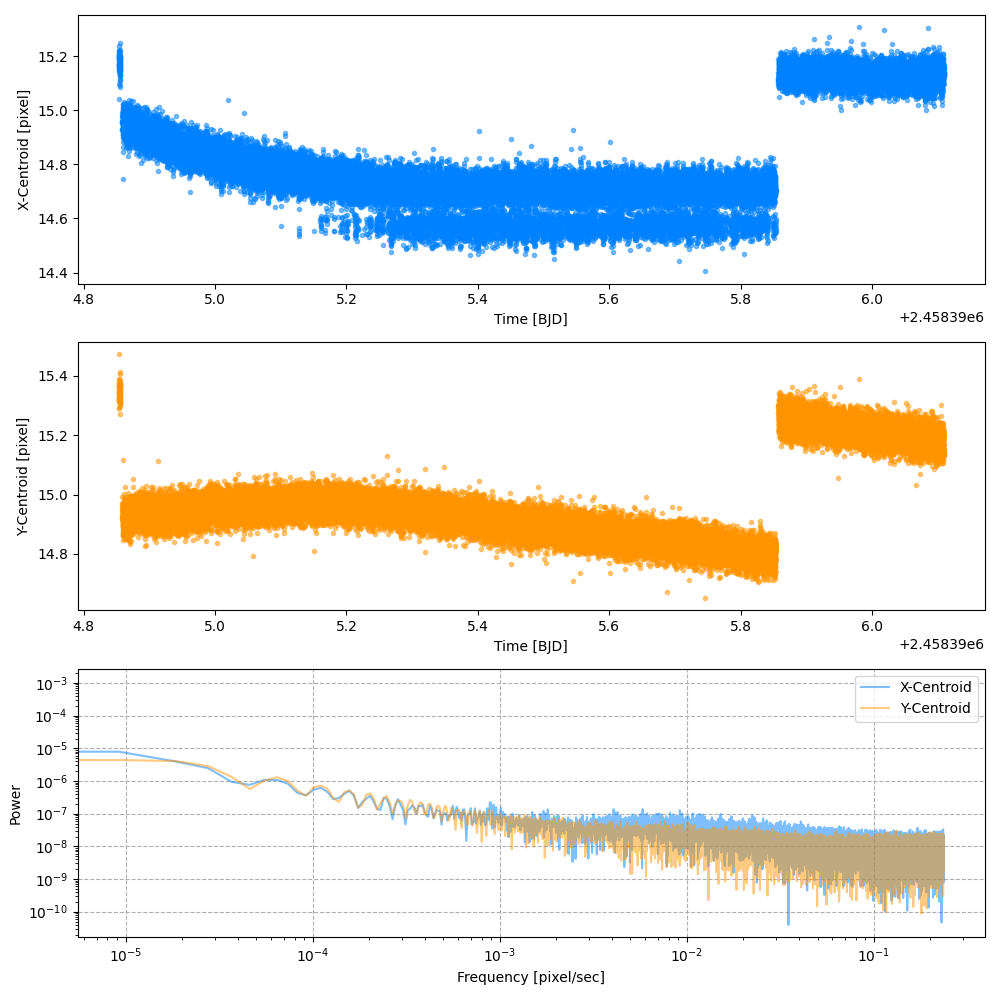 15.2
15.0
14.8
14.6
14.4
X-Centroid [pixel]
4.8 5.0 5.2 5.4 5.6 5.8 6.0
Time [BJD]
+2.45839e6
15.4
15.2
15.0
14.8
Y-Centroid [pixel]
4.8 5.0 5.2 5.4 5.6 5.8 6.0
Time [BJD]
+2.45839e6
10⁻³
10⁻⁴
10⁻⁵
10⁻⁶
10⁻⁷
10⁻⁸
10⁻⁹
10⁻¹⁰
Power
X-Centroid
Y-Centroid
10⁻⁵ 10⁻⁴ 10⁻³ 10⁻² 10⁻¹
Frequency [pixel/sec]